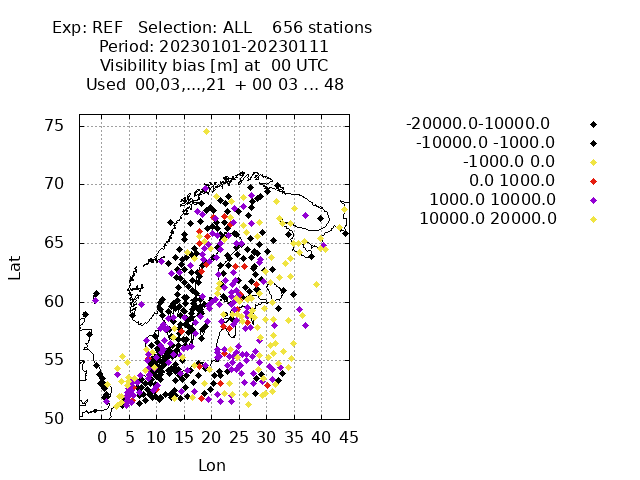 Exp: REF   Selection: ALL    656 stations
Period: 20230101-20230111
Visibility bias [m] at  00 UTC
Used  00,03,...,21  + 00 03 ... 48
-20000.0-10000.0
-10000.0 -1000.0
-1000.0 0.0
0.0 1000.0
1000.0 10000.0
10000.0 20000.0
75
70
65
60
55
50
Lat
0 5 10 15 20 25 30 35 40 45
Lon